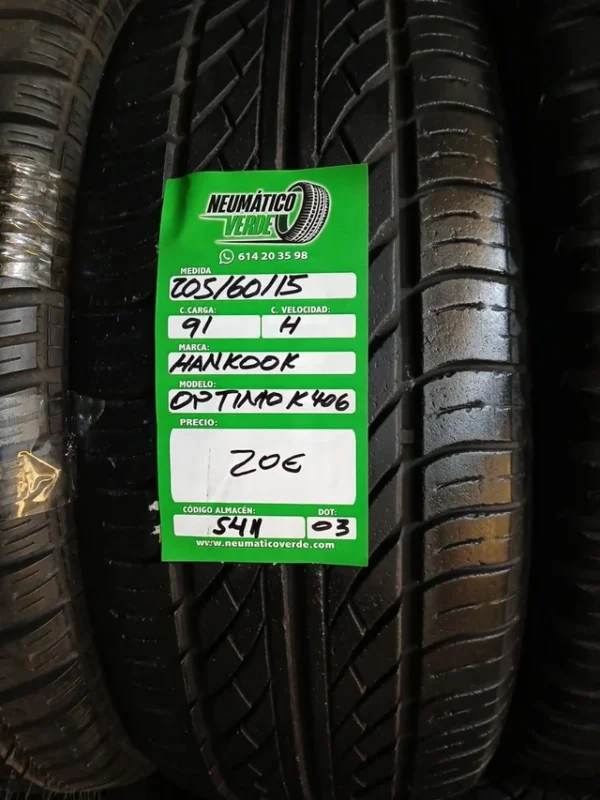 NEUMÁTICO
VERDE
614 20 35 98
MEDIDA
205/60/15
C.CARGA: C. VELOCIDAD:
91 H
MARCA:
HANKOOK
MODELO:
OPTIMO K406
PRECIO:
20€
CÓDIGO ALMACÉN: DOT:
03
www.neumaticoverde.com